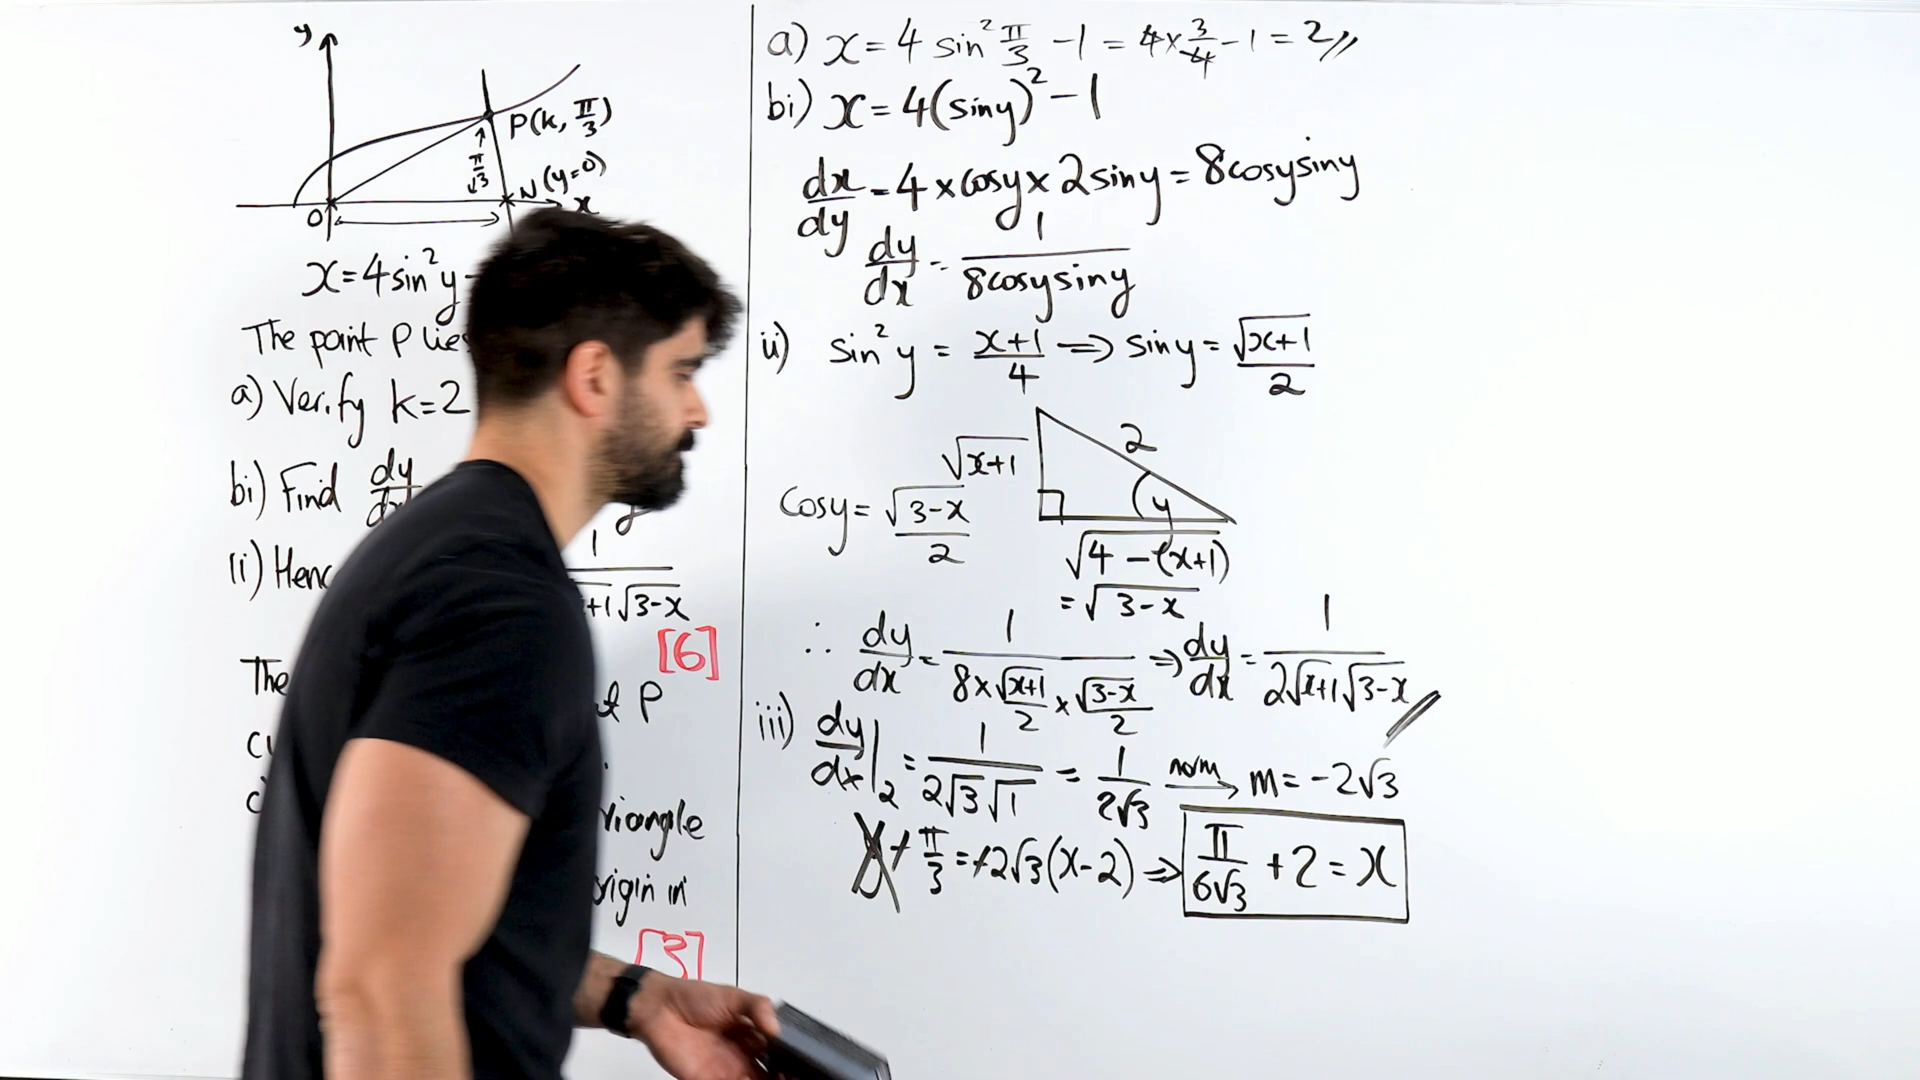 y
P(k, π/3)
π/3
N (y=0)
O
x
x = 4 sin² y -
The point P lies
a) Verify k=2
bi) Find dy/dx
y
ii) Henc
1
+1 √3-x
[6]
The
P
riangle
rigin in
[3]
a) x = 4 sin² π/3 - 1 = 4 × 3/4 - 1 = 2
bi) x = 4(siny)² - 1
dx/dy = 4 × cosy × 2 siny = 8cosysiny
dy/dx = 1/8cosysiny
ii) sin² y = x+1/4 => siny = √x+1/2
√x+1
2
y
Cosy = √3-x/2
√4-(x+1)
= √3-x
∴ dy/dx = 1/8×√x+1/2 × √3-x/2 => dy/dx = 1/2√x+1√3-x
iii) dy/dx|2 = 1/2√3√1 = 1/2√3 norm → m = -2√3
+ π/3 = +2√3(x-2) => π/6√3 + 2 = x